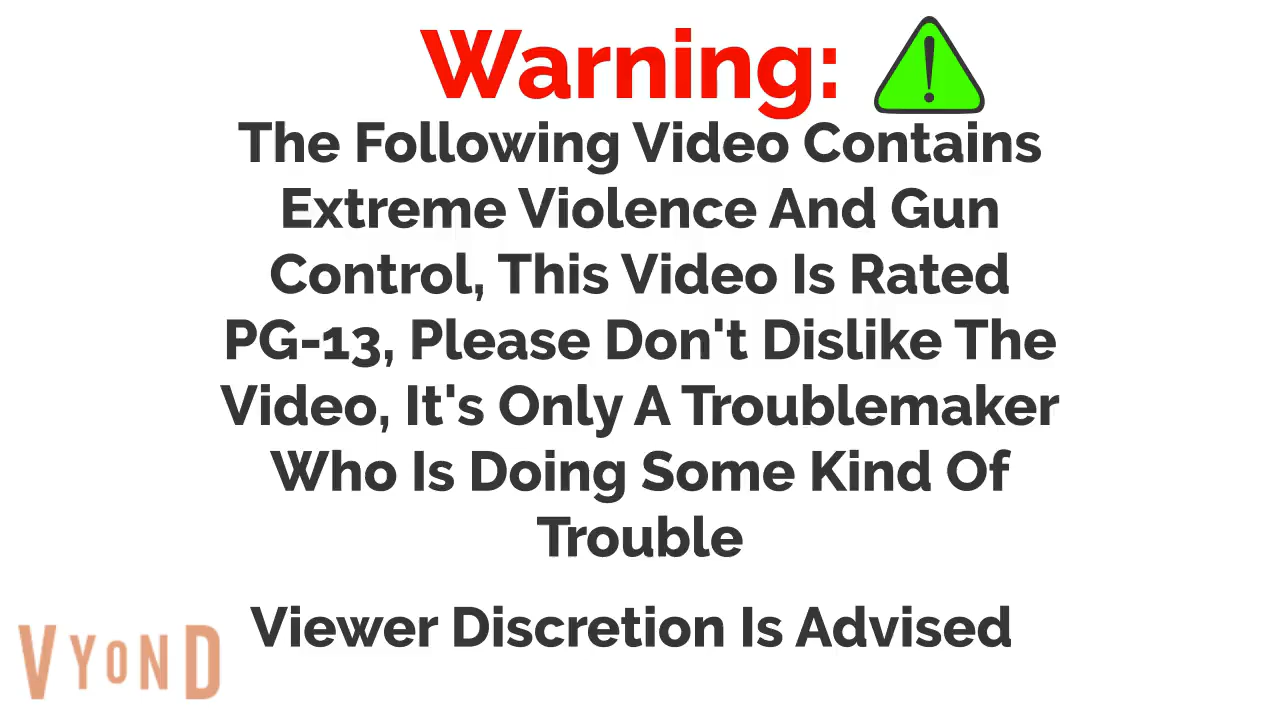 Warning:
The Following Video Contains
Extreme Violence And Gun
Control, This Video Is Rated
PG-13, Please Don't Dislike The
Video, It's Only A Troublemaker
Who Is Doing Some Kind Of
Trouble
Viewer Discretion Is Advised
VYOND